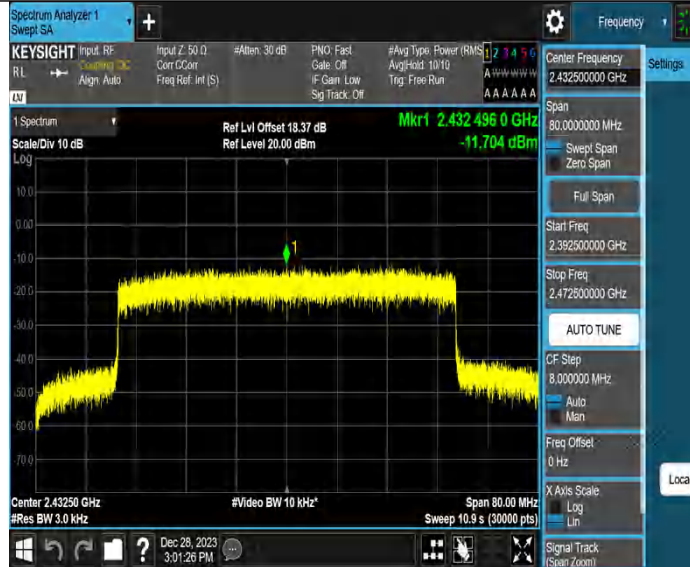 Spectrum Analyzer 1
Swept SA
+
Frequency
KEYSIGHT
Input: RF
Input Z: 50 Ω
#Atten: 30 dB
PNO: Fast
#Avg Type: Power (RMS
1 2 3 4 5 6
RL
Coupling: DC
Corr CCorr
Gate: Off
Avg|Hold: 10/10
A W W W W W
Align: Auto
Freq Ref: Int (S)
IF Gain: Low
Trig: Free Run
Sig Track: Off
A A A A A A
LXI
1 Spectrum
Ref Lvl Offset 18.37 dB
Mkr1 2.432 496 0 GHz
Scale/Div 10 dB
Ref Level 20.00 dBm
-11.704 dBm
Log
10.0
0.00
1
-10.0
-20.0
-30.0
-40.0
-50.0
-60.0
-70.0
Center 2.43250 GHz
#Video BW 10 kHz*
Span 80.00 MHz
#Res BW 3.0 kHz
Sweep 10.9 s (30000 pts)
?
Dec 28, 2023
3:01:26 PM
Center Frequency
2.432500000 GHz
Settings
Span
80.0000000 MHz
Swept Span
Zero Span
Full Span
Start Freq
2.392500000 GHz
Stop Freq
2.472500000 GHz
AUTO TUNE
CF Step
8.000000 MHz
Auto
Man
Freq Offset
0 Hz
Loca
X Axis Scale
Log
Lin
Signal Track
(Span Zoom)